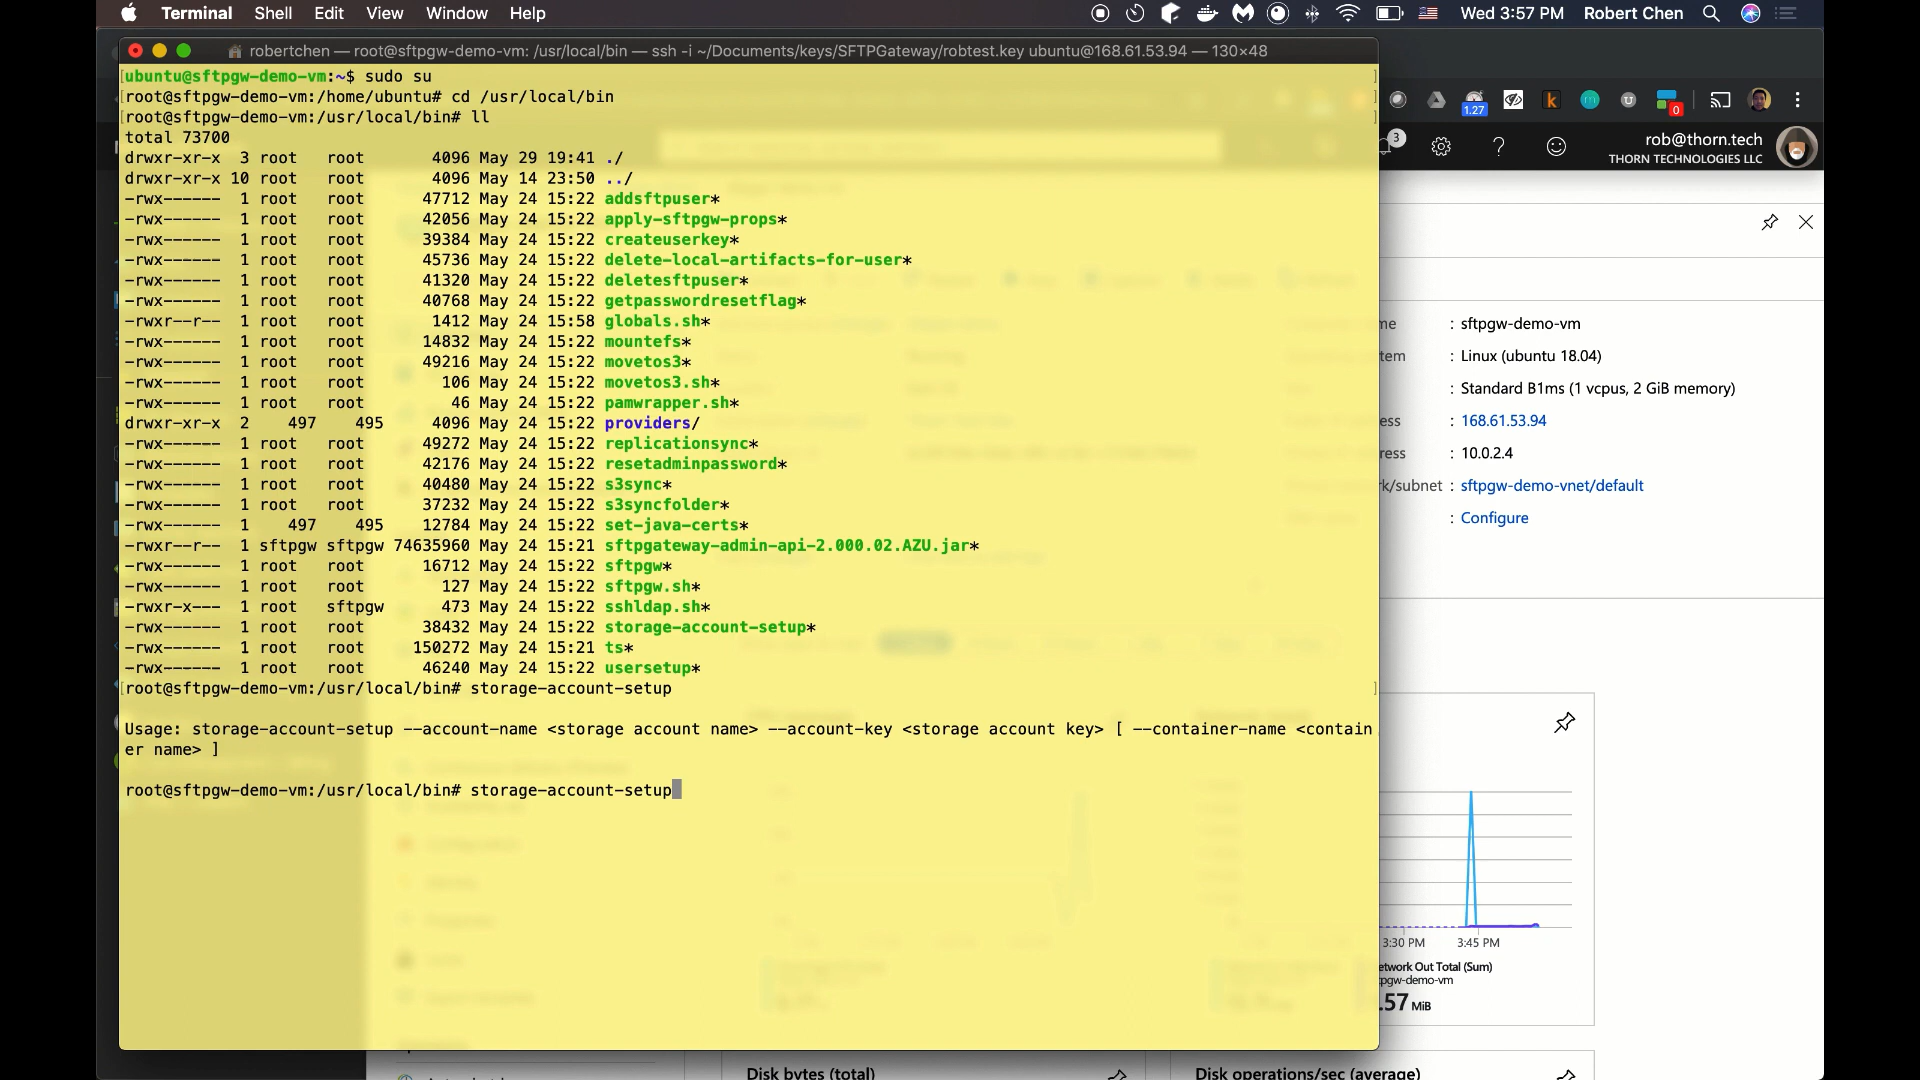 Terminal Shell Edit View Window Help Wed 3:57 PM Robert Chen
robertchen — root@sftpgw-demo-vm: /usr/local/bin — ssh -i ~/Documents/keys/SFTPGateway/robtest.key ubuntu@168.61.53.94 — 130×48
[ubuntu@sftpgw-demo-vm:~$ sudo su ]
[root@sftpgw-demo-vm:/home/ubuntu# cd /usr/local/bin ]
[root@sftpgw-demo-vm:/usr/local/bin# ll ]
total 73700
drwxr-xr-x 3 root root 4096 May 29 19:41 ./
drwxr-xr-x 10 root root 4096 May 14 23:50 ../
-rwx------ 1 root root 47712 May 24 15:22 addsftpuser*
-rwx------ 1 root root 42056 May 24 15:22 apply-sftpgw-props*
-rwx------ 1 root root 39384 May 24 15:22 createuserkey*
-rwx------ 1 root root 45736 May 24 15:22 delete-local-artifacts-for-user*
-rwx------ 1 root root 41320 May 24 15:22 deletesftpuser*
-rwx------ 1 root root 40768 May 24 15:22 getpasswordresetflag*
-rwxr--r-- 1 root root 1412 May 24 15:58 globals.sh*
-rwx------ 1 root root 14832 May 24 15:22 mountefs*
-rwx------ 1 root root 49216 May 24 15:22 movetos3*
-rwx------ 1 root root 106 May 24 15:22 movetos3.sh*
-rwx------ 1 root root 46 May 24 15:22 pamwrapper.sh*
drwxr-xr-x 2 497 495 4096 May 24 15:22 providers/
-rwx------ 1 root root 49272 May 24 15:22 replicationsync*
-rwx------ 1 root root 42176 May 24 15:22 resetadminpassword*
-rwx------ 1 root root 40480 May 24 15:22 s3sync*
-rwx------ 1 root root 37232 May 24 15:22 s3syncfolder*
-rwx------ 1 497 495 12784 May 24 15:22 set-java-certs*
-rwxr--r-- 1 sftpgw sftpgw 74635960 May 24 15:21 sftpgateway-admin-api-2.000.02.AZU.jar*
-rwx------ 1 root root 16712 May 24 15:22 sftpgw*
-rwx------ 1 root root 127 May 24 15:22 sftpgw.sh*
-rwxr-x--- 1 root sftpgw 473 May 24 15:22 sshldap.sh*
-rwx------ 1 root root 38432 May 24 15:22 storage-account-setup*
-rwx------ 1 root root 150272 May 24 15:21 ts*
-rwx------ 1 root root 46240 May 24 15:22 usersetup*
[root@sftpgw-demo-vm:/usr/local/bin# storage-account-setup ]
Usage: storage-account-setup --account-name <storage account name> --account-key <storage account key> [ --container-name <contain
er name> ]
root@sftpgw-demo-vm:/usr/local/bin# storage-account-setup
1.27
0
3
rob@thorn.tech
THORN TECHNOLOGIES LLC
me : sftpgw-demo-vm
tem : Linux (ubuntu 18.04)
: Standard B1ms (1 vcpus, 2 GiB memory)
ess : 168.61.53.94
ress : 10.0.2.4
rk/subnet : sftpgw-demo-vnet/default
: Configure
3:30 PM 3:45 PM
etwork Out Total (Sum)
pgw-demo-vm
.57 MiB
Disk bytes (total) Disk operations/sec (average)